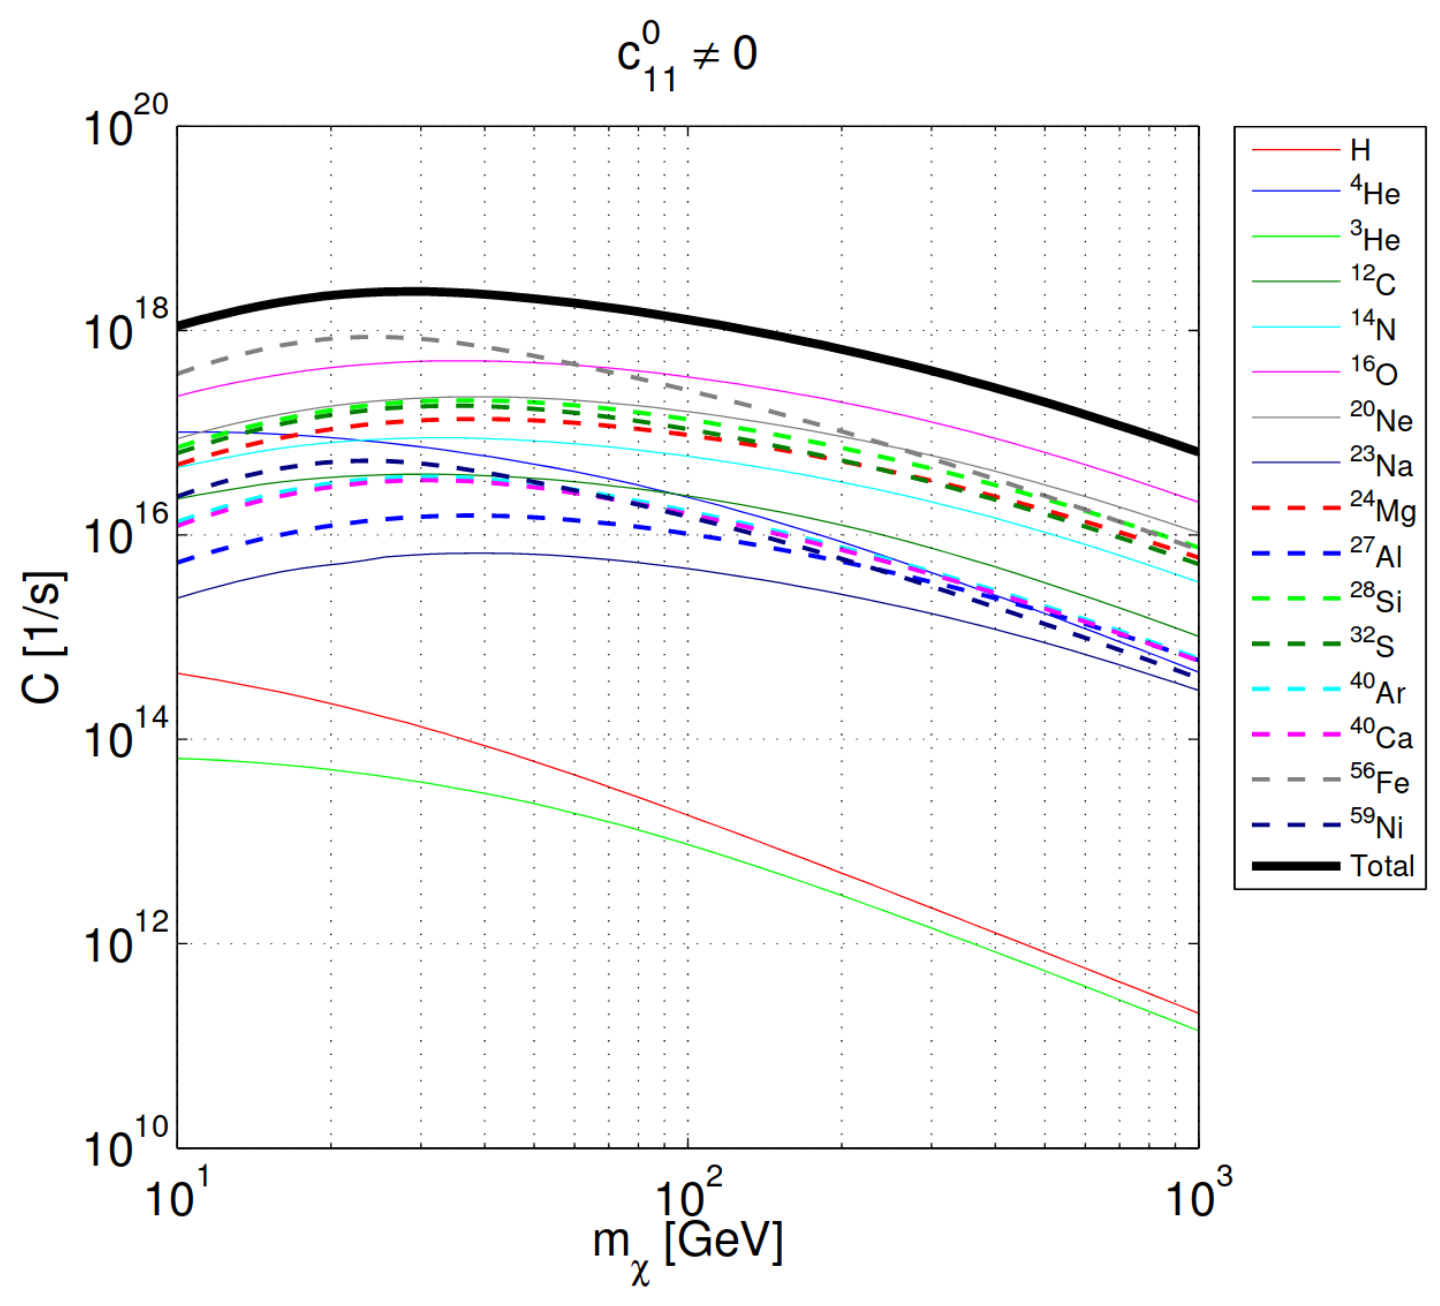 c⁰₁₁ ≠ 0
10²⁰
10¹⁸
10¹⁶
10¹⁴
10¹²
10¹⁰
C [1/s]
10¹
10²
10³
mᵪ [GeV]
H
⁴He
³He
¹²C
¹⁴N
¹⁶O
²⁰Ne
²³Na
²⁴Mg
²⁷Al
²⁸Si
³²S
⁴⁰Ar
⁴⁰Ca
⁵⁶Fe
⁵⁹Ni
Total